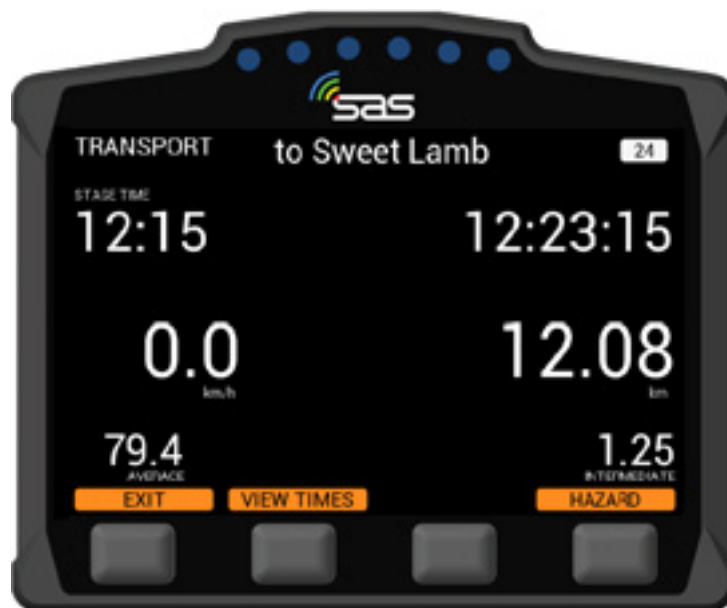 sas
TRANSPORT to Sweet Lamb 24
STAGE TIME
12:15 12:23:15
0.0 12.08
km/h km
79.4 1.25
AVERAGE INTERMEDIATE
EXIT VIEW TIMES HAZARD